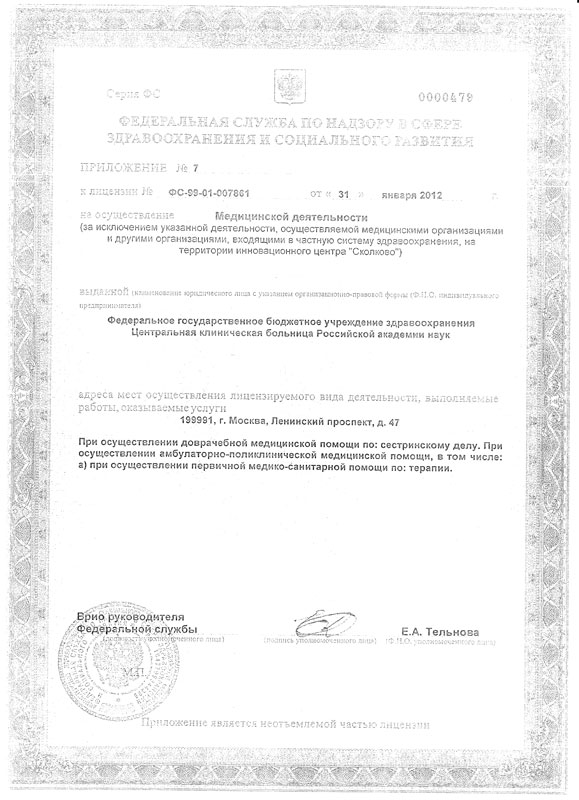 Серия ФС 0000479
ФЕДЕРАЛЬНАЯ СЛУЖБА ПО НАДЗОРУ В СФЕРЕ
ЗДРАВООХРАНЕНИЯ И СОЦИАЛЬНОГО РАЗВИТИЯ
ПРИЛОЖЕНИЕ № 7
к лицензии № ФС-99-01-007861 от « 31 » января 2012 г.
на осуществление Медицинской деятельности
(за исключением указанной деятельности, осуществляемой медицинскими организациями
и другими организациями, входящими в частную систему здравоохранения, на
территории инновационного центра "Сколково")
выданной (наименование юридического лица с указанием организационно-правовой формы (Ф.И.О. индивидуального
предпринимателя)
Федеральное государственное бюджетное учреждение здравоохранения
Центральная клиническая больница Российской академии наук
адреса мест осуществления лицензируемого вида деятельности, выполняемые
работы, оказываемые услуги
199991, г. Москва, Ленинский проспект, д. 47
При осуществлении доврачебной медицинской помощи по: сестринскому делу. При
осуществлении амбулаторно-поликлинической медицинской помощи, в том числе:
а) при осуществлении первичной медико-санитарной помощи по: терапии.
Врио руководителя
Федеральной службы Е.А. Тельнова
(должность уполномоченного лица) (подпись уполномоченного лица) (Ф.И.О. уполномоченного лица)
М.П.
Приложение является неотъемлемой частью лицензии